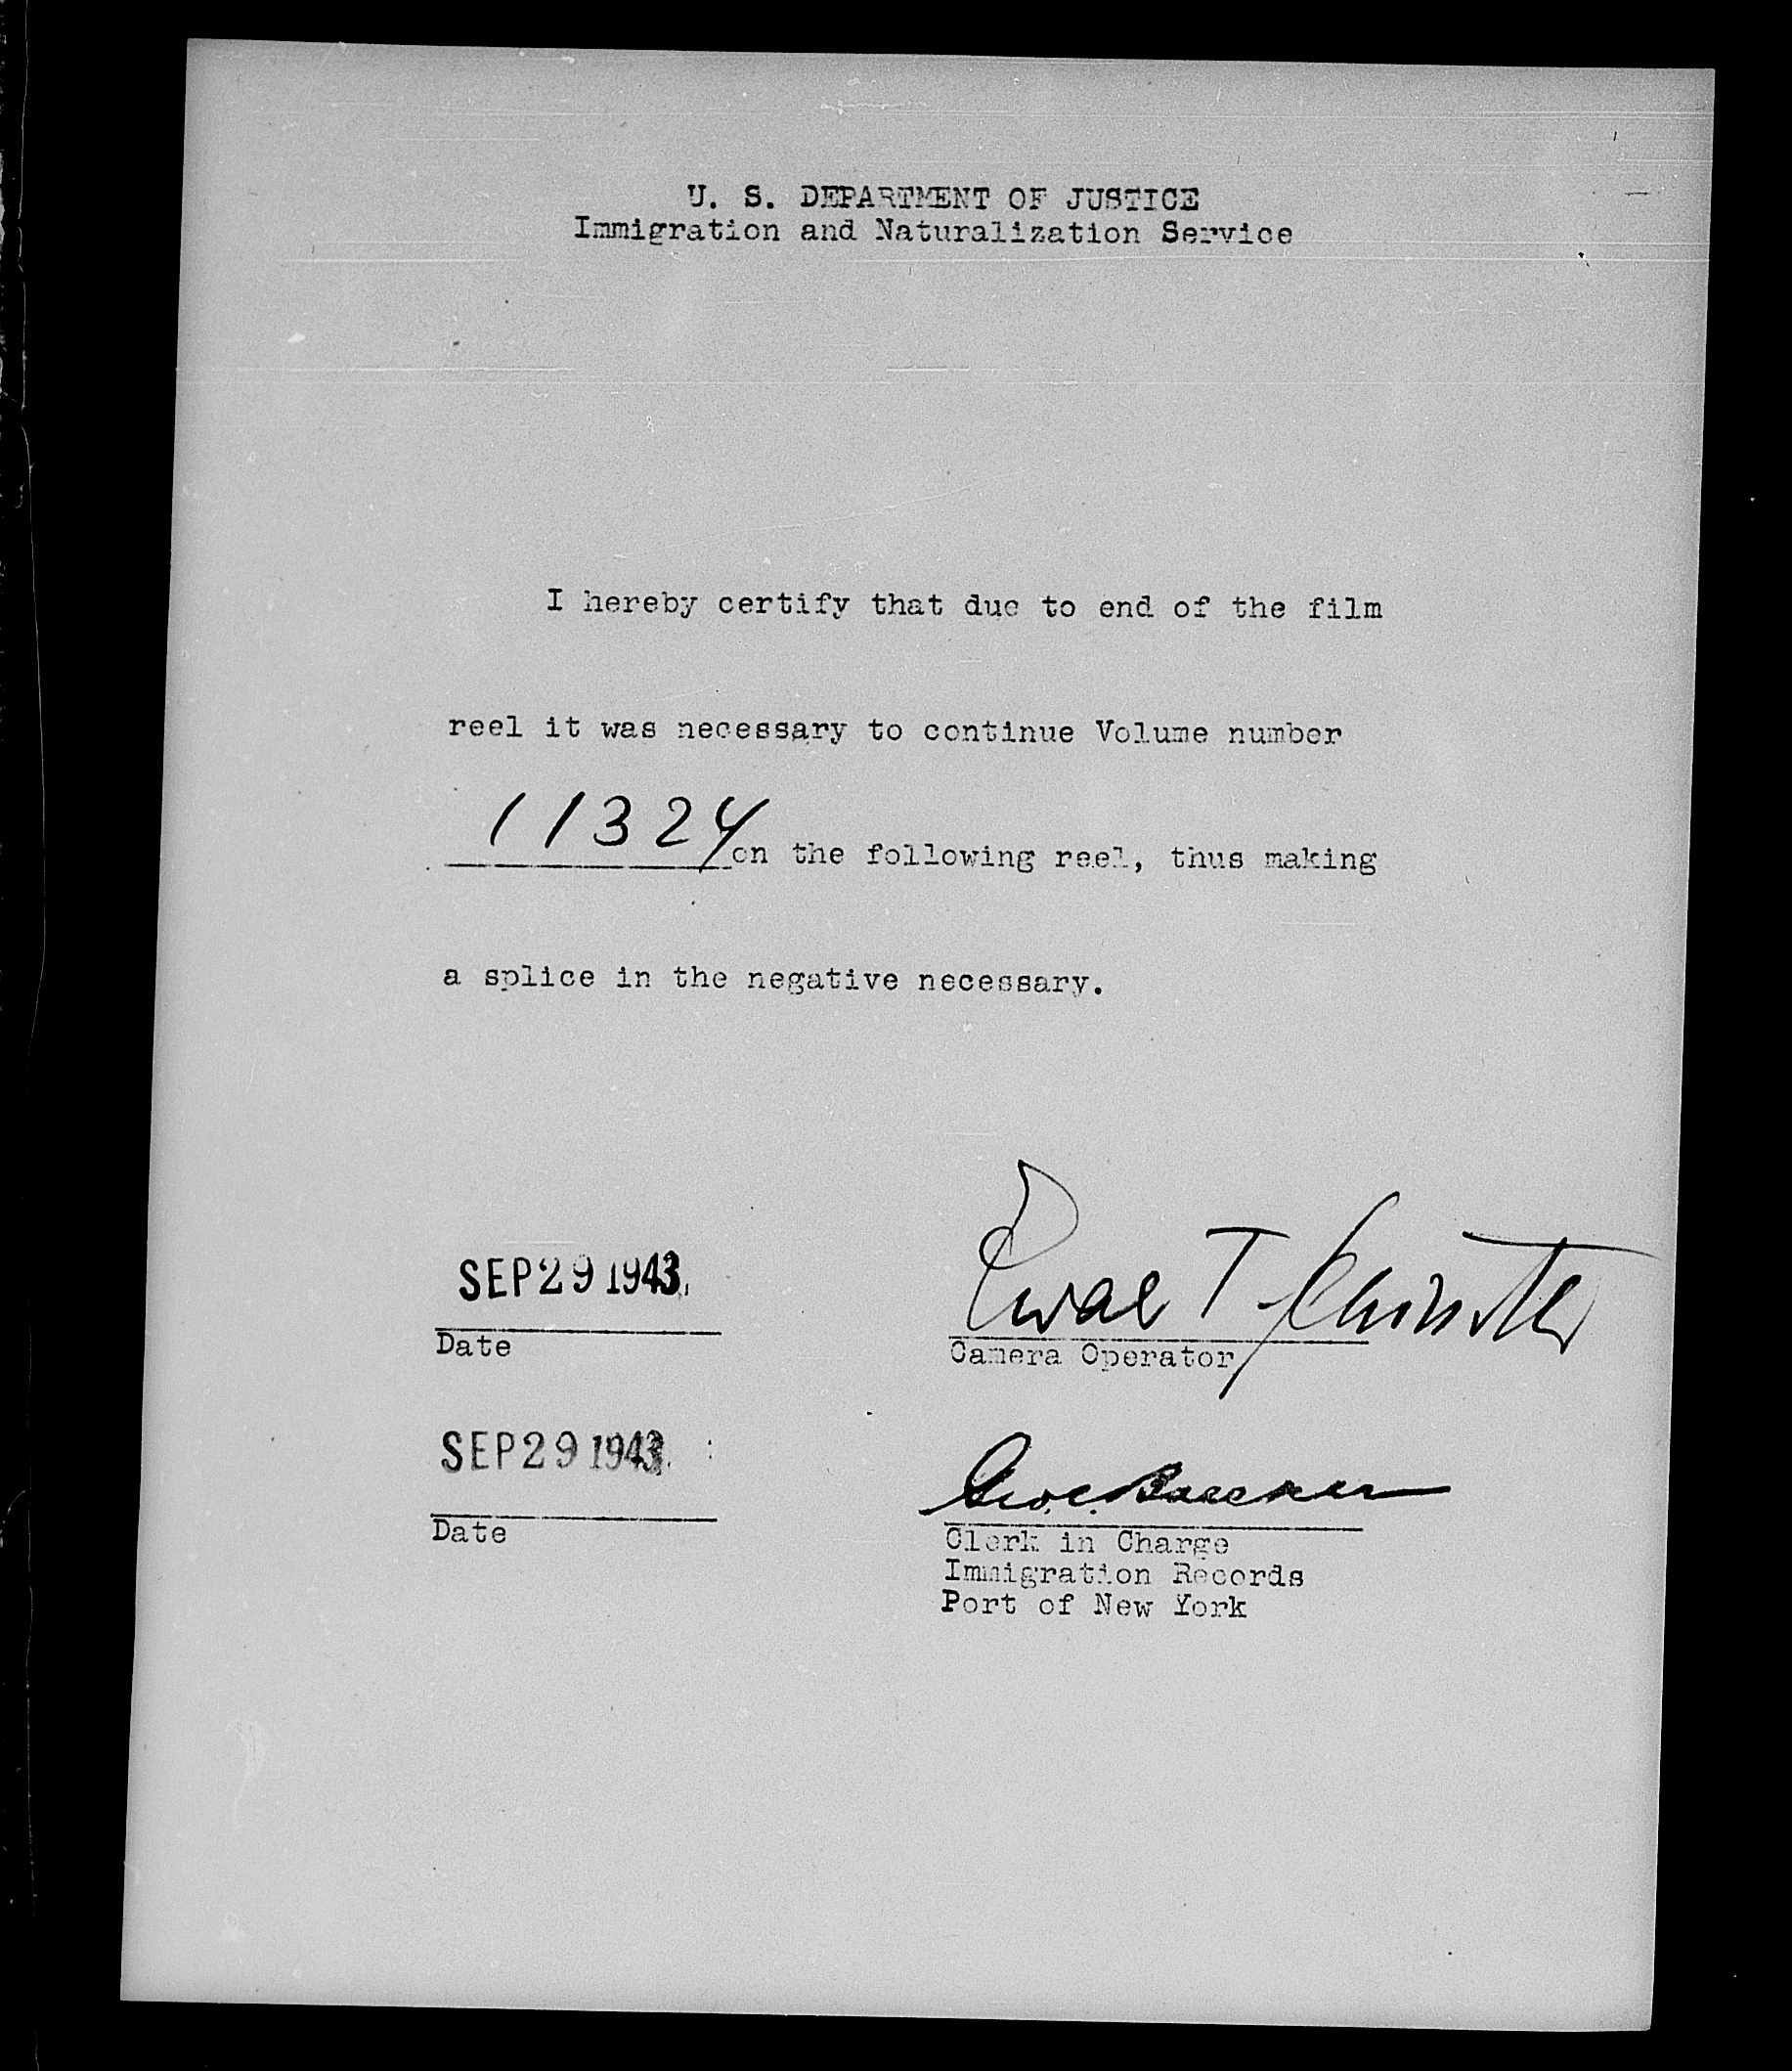 U. S. DEPARTMENT OF JUSTICE
Immigration and Naturalization Service
I hereby certify that due to end of the film
reel it was necessary to continue Volume number
11324 on the following reel, thus making
a splice in the negative necessary.
SEP 29 1943
Date
T
Camera Operator
SEP 29 1943
Date
Geo. C. Baecker
Clerk in Charge
Immigration Records
Port of New York